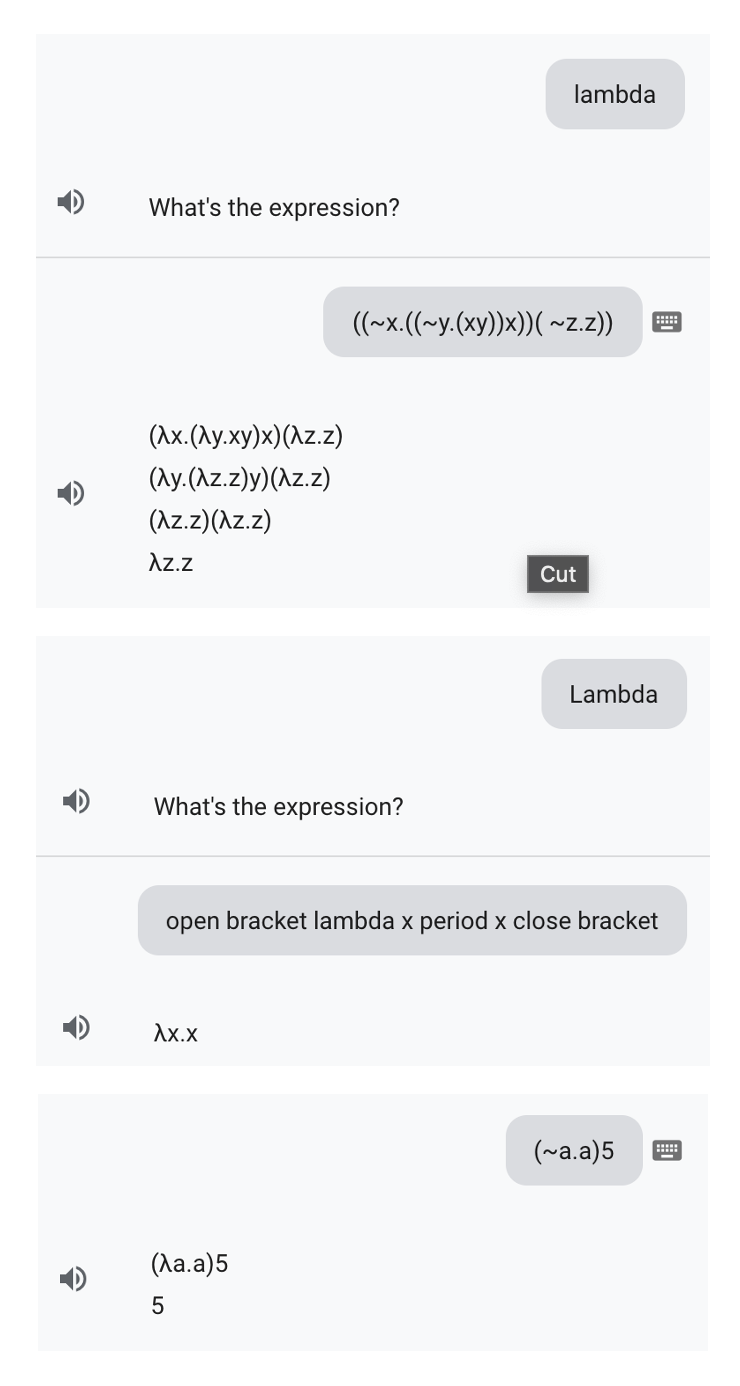 lambda
What's the expression?
((~x.((~y.(xy))x))( ~z.z))
(λx.(λy.xy)x)(λz.z)
(λy.(λz.z)y)(λz.z)
(λz.z)(λz.z)
λz.z
Cut
Lambda
What's the expression?
open bracket lambda x period x close bracket
λx.x
(~a.a)5
(λa.a)5
5